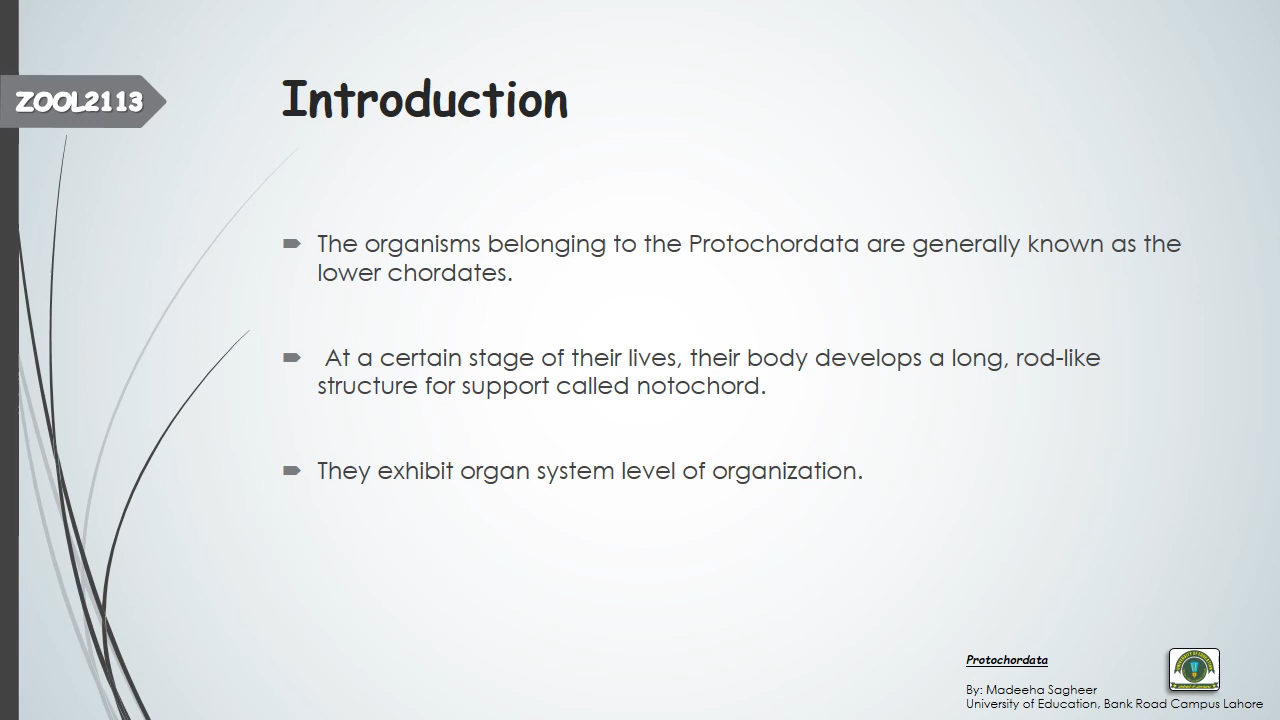 ZOOL2113
Introduction
The organisms belonging to the Protochordata are generally known as the
lower chordates.
At a certain stage of their lives, their body develops a long, rod-like
structure for support called notochord.
They exhibit organ system level of organization.
Protochordata
By: Madeeha Sagheer
University of Education, Bank Road Campus Lahore